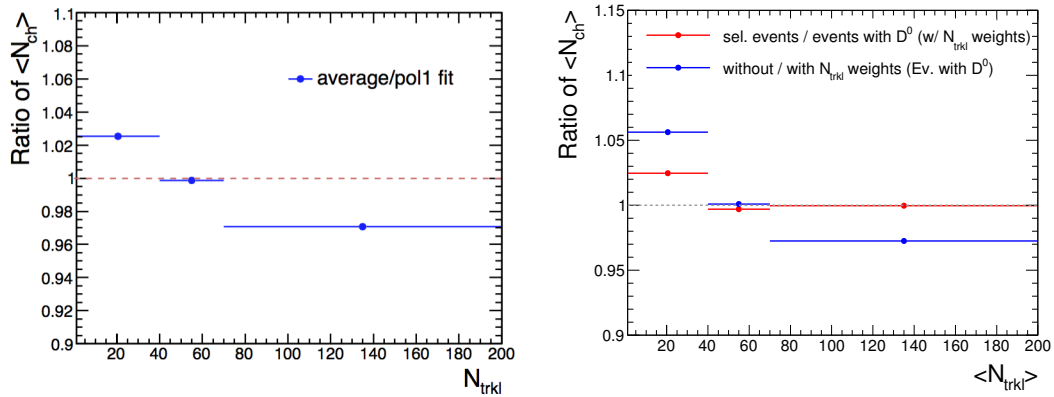 Ratio of <N_ch>
1.1
1.08
1.06
1.04
1.02
1
0.98
0.96
0.94
0.92
0.9
average/pol1 fit
20 40 60 80 100 120 140 160 180 200
N_trkl
Ratio of <N_ch>
1.15
1.1
1.05
1
0.95
0.9
sel. events / events with D⁰ (w/ N_trkl weights)
without / with N_trkl weights (Ev. with D⁰)
20 40 60 80 100 120 140 160 180 200
<N_trkl>